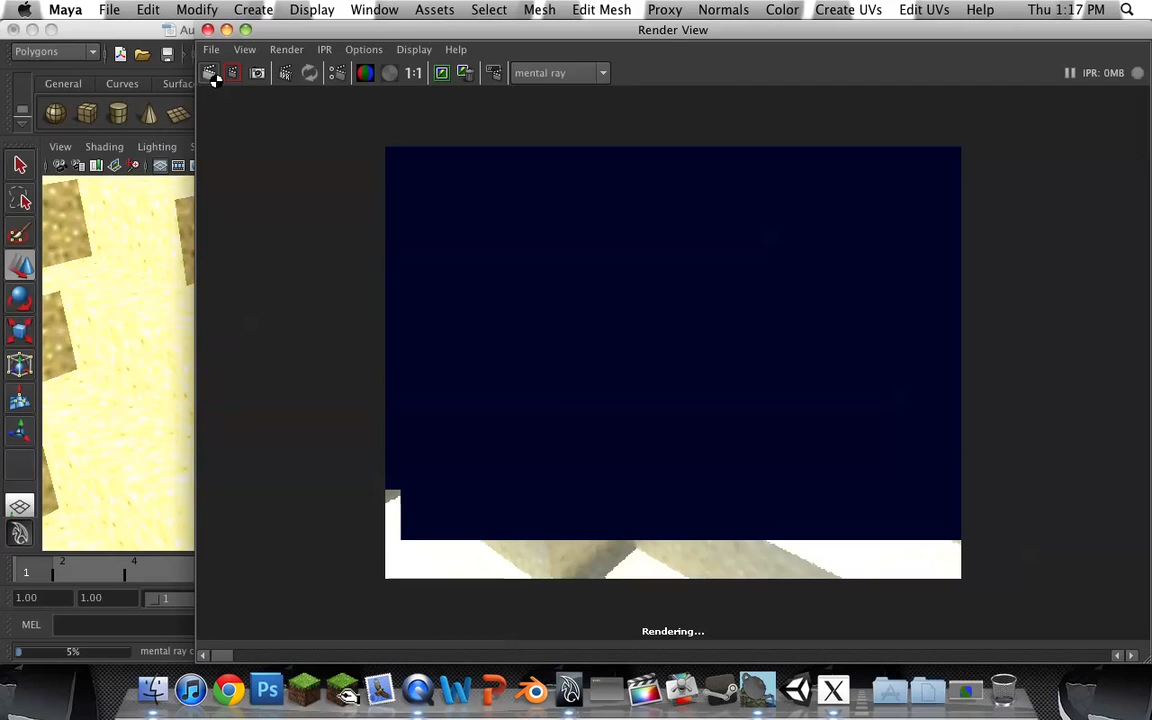 Maya File Edit Modify Create Display Window Assets Select Mesh Edit Mesh Proxy Normals Color Create UVs Edit UVs Help Thu 1:17 PM
Au
Render View
Polygons
File View Render IPR Options Display Help
1:1
mental ray
IPR: 0MB
General Curves Surfa
View Shading Lighting
2 4
1
1.00 1.00 1
MEL
Rendering...
5% mental ray c